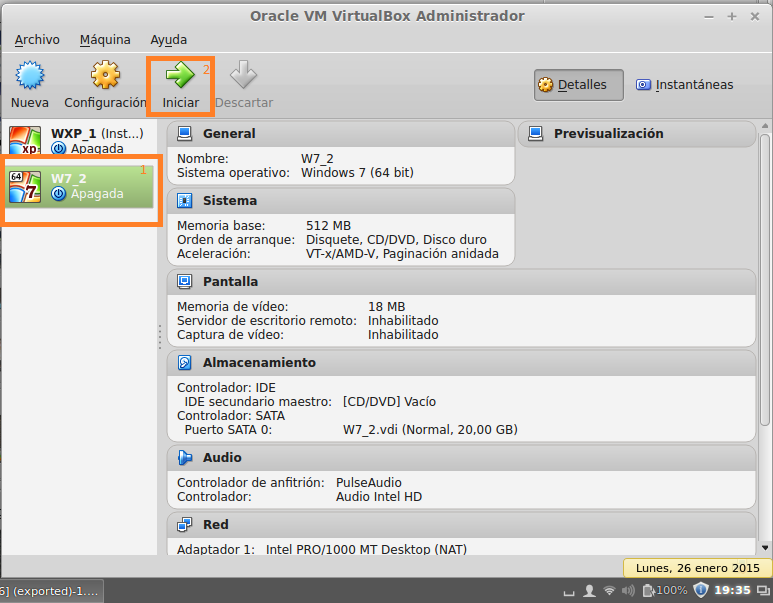 Oracle VM VirtualBox Administrador
Archivo Máquina Ayuda
Nueva Configuración Iniciar 2 Descartar Detalles Instantáneas
WXP_1 (Inst...)
Apagada
xp
1
W7_2
Apagada
64
7
General
Nombre: W7_2
Sistema operativo: Windows 7 (64 bit)
Previsualización
Sistema
Memoria base: 512 MB
Orden de arranque: Disquete, CD/DVD, Disco duro
Aceleración: VT-x/AMD-V, Paginación anidada
Pantalla
Memoria de vídeo: 18 MB
Servidor de escritorio remoto: Inhabilitado
Captura de vídeo: Inhabilitado
Almacenamiento
Controlador: IDE
IDE secundario maestro: [CD/DVD] Vacío
Controlador: SATA
Puerto SATA 0: W7_2.vdi (Normal, 20,00 GB)
Audio
Controlador de anfitrión: PulseAudio
Controlador: Audio Intel HD
Red
Adaptador 1: Intel PRO/1000 MT Desktop (NAT)
Lunes, 26 enero 2015
6] (exported)-1.... 100% 19:35